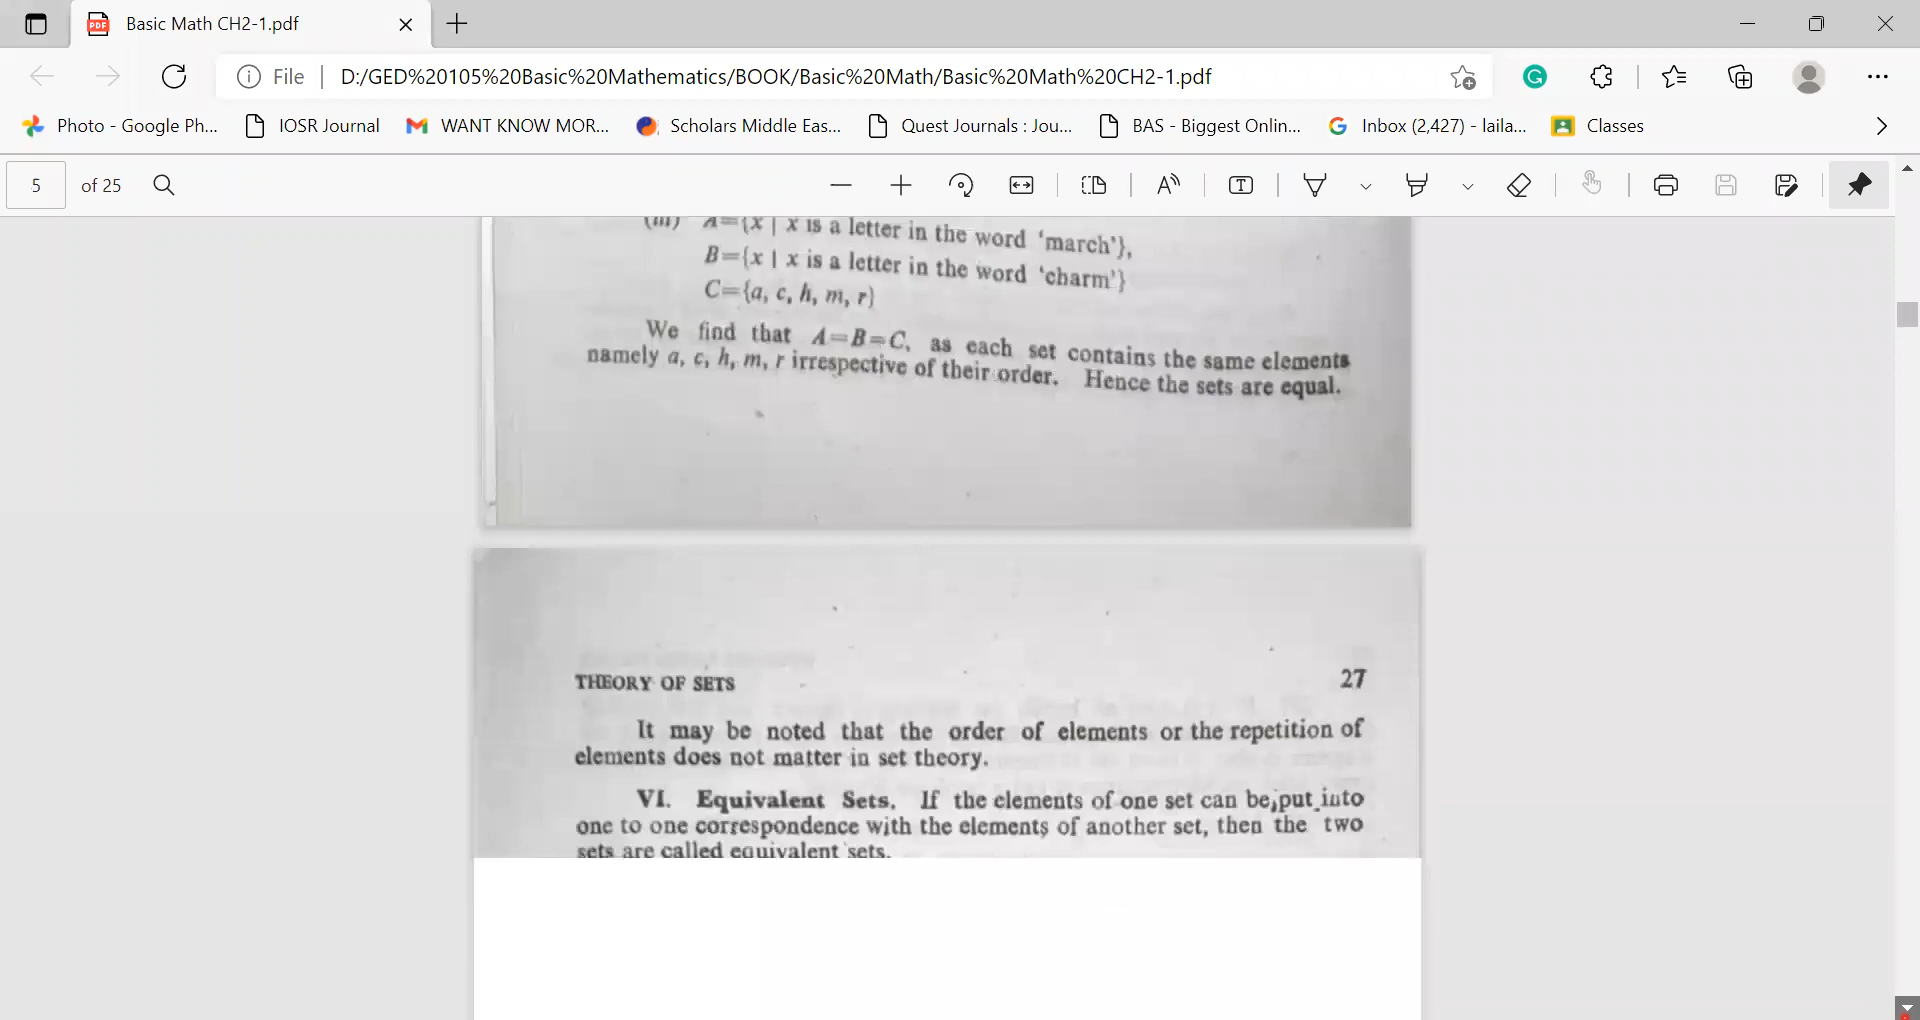 Basic Math CH2-1.pdf
File | D:/GED%20105%20Basic%20Mathematics/BOOK/Basic%20Math/Basic%20Math%20CH2-1.pdf
Photo - Google Ph... IOSR Journal WANT KNOW MOR... Scholars Middle Eas... Quest Journals : Jou... BAS - Biggest Onlin... Inbox (2,427) - laila... Classes
5 of 25
(iii) A={x | x is a letter in the word ‘march’},
B={x | x is a letter in the word ‘charm’}
C={a, c, h, m, r}
We find that A=B=C, as each set contains the same elements
namely a, c, h, m, r irrespective of their order. Hence the sets are equal.
THEORY OF SETS 27
It may be noted that the order of elements or the repetition of
elements does not matter in set theory.
VI. Equivalent Sets. If the elements of one set can be put into
one to one correspondence with the elements of another set, then the two
sets are called equivalent sets.